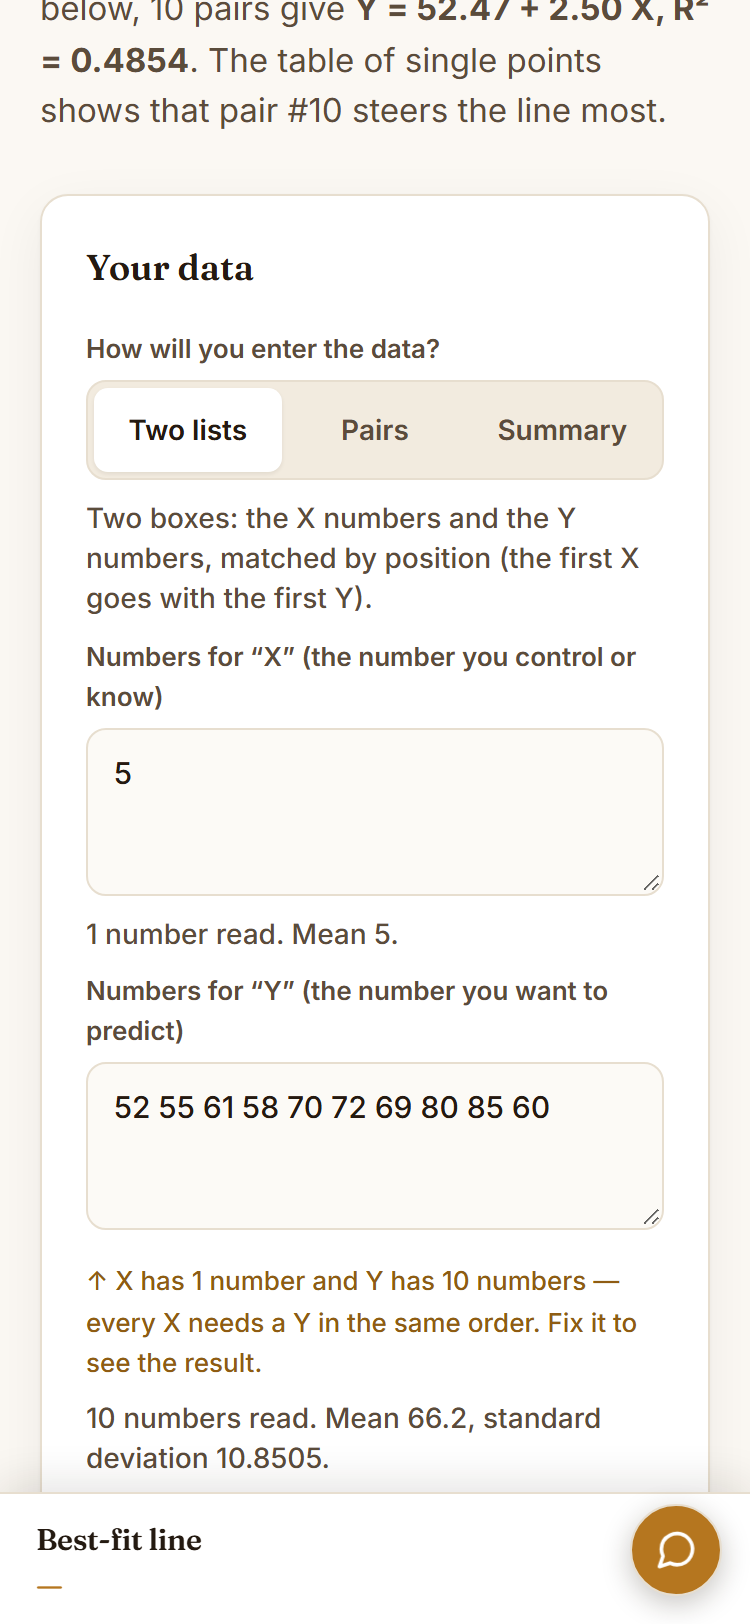 below, 10 pairs give Y = 52.47 + 2.50 X, R²
= 0.4854. The table of single points
shows that pair #10 steers the line most.
Your data
How will you enter the data?
Two lists
Pairs
Summary
Two boxes: the X numbers and the Y
numbers, matched by position (the first X
goes with the first Y).
Numbers for “X” (the number you control or
know)
5
1 number read. Mean 5.
Numbers for “Y” (the number you want to
predict)
52 55 61 58 70 72 69 80 85 60
↑ X has 1 number and Y has 10 numbers —
every X needs a Y in the same order. Fix it to
see the result.
10 numbers read. Mean 66.2, standard
deviation 10.8505.
Best-fit line
—